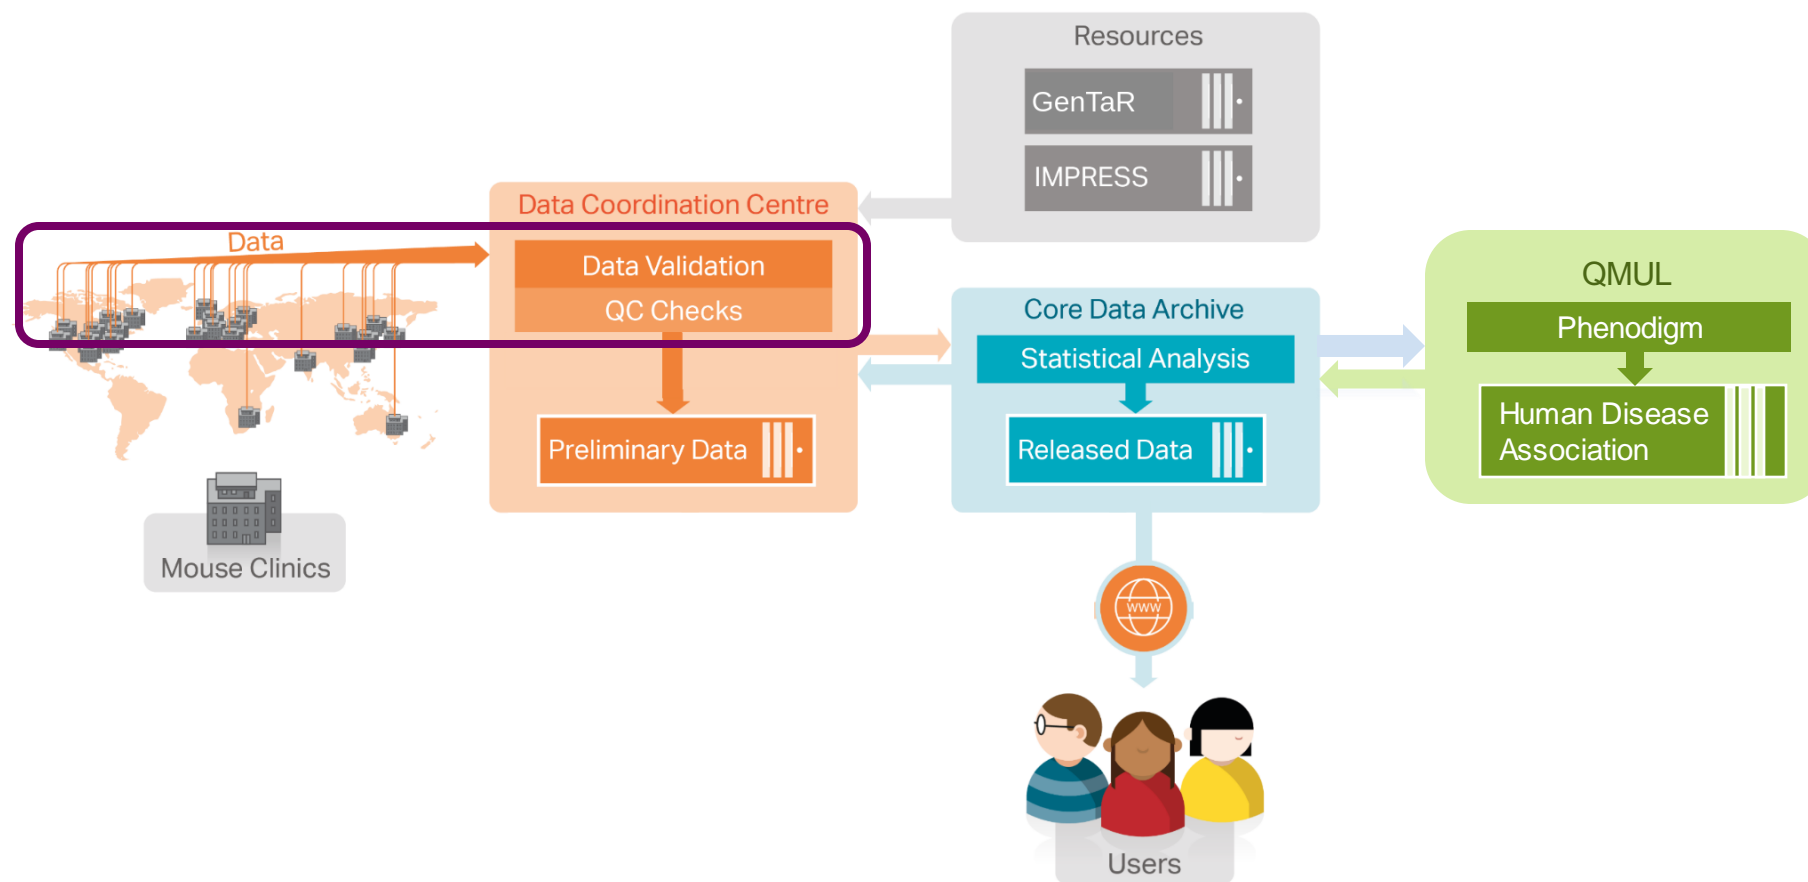 Resources
GenTaR
IMPRESS
Data Coordination Centre
Data
Data Validation
QC Checks
Preliminary Data
Mouse Clinics
Core Data Archive
Statistical Analysis
Released Data
QMUL
Phenodigm
Human Disease
Association
www
Users